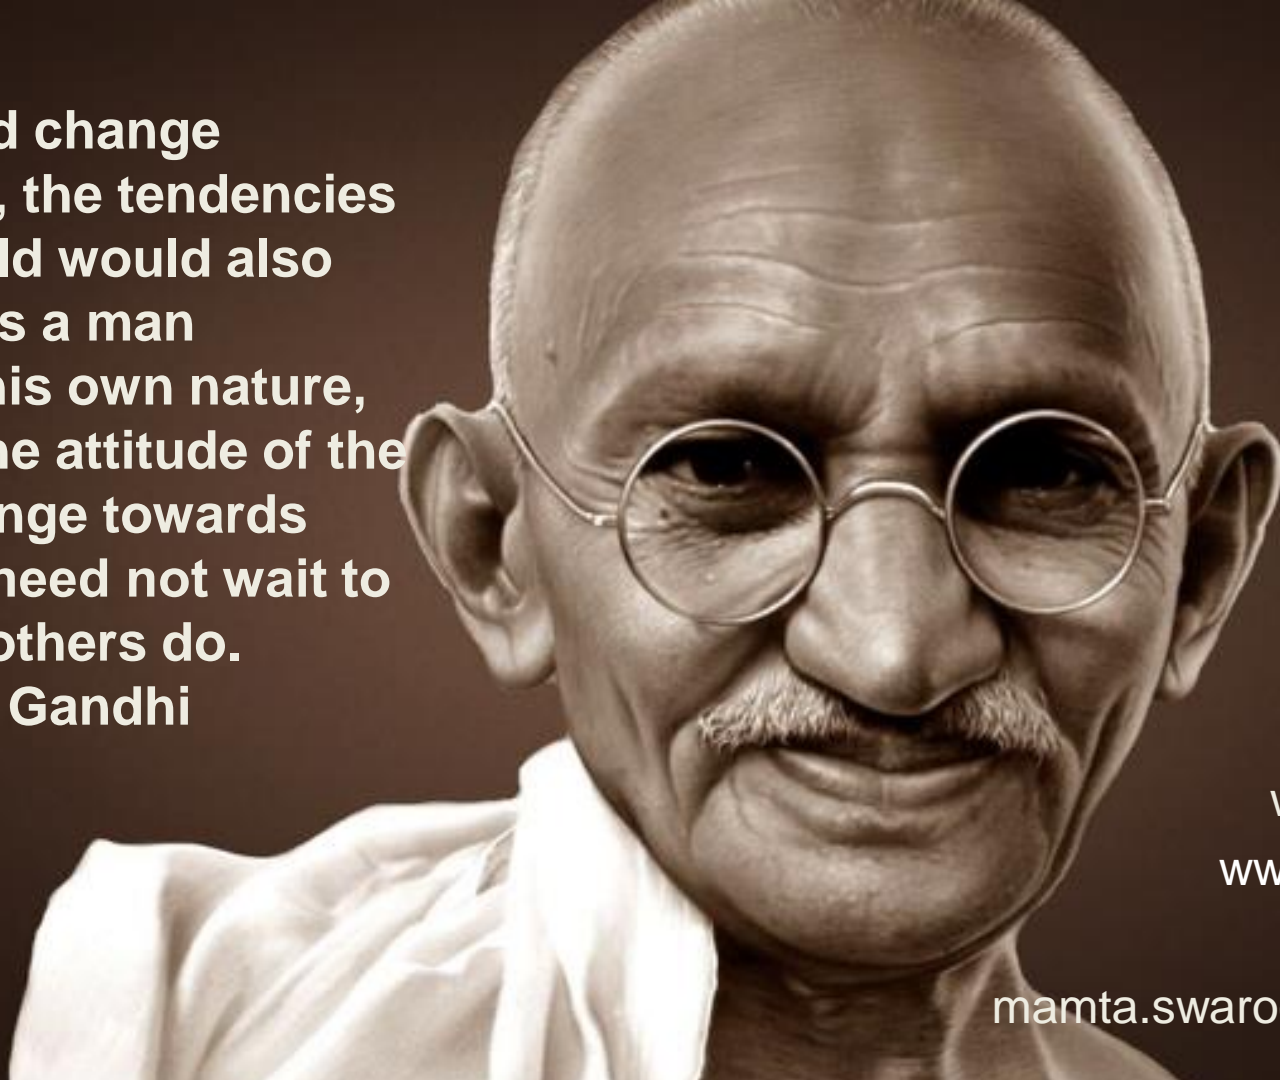 d change
, the tendencies
ld would also
s a man
his own nature,
he attitude of the
nge towards
need not wait to
others do.
Gandhi
w
ww
mamta.swaro